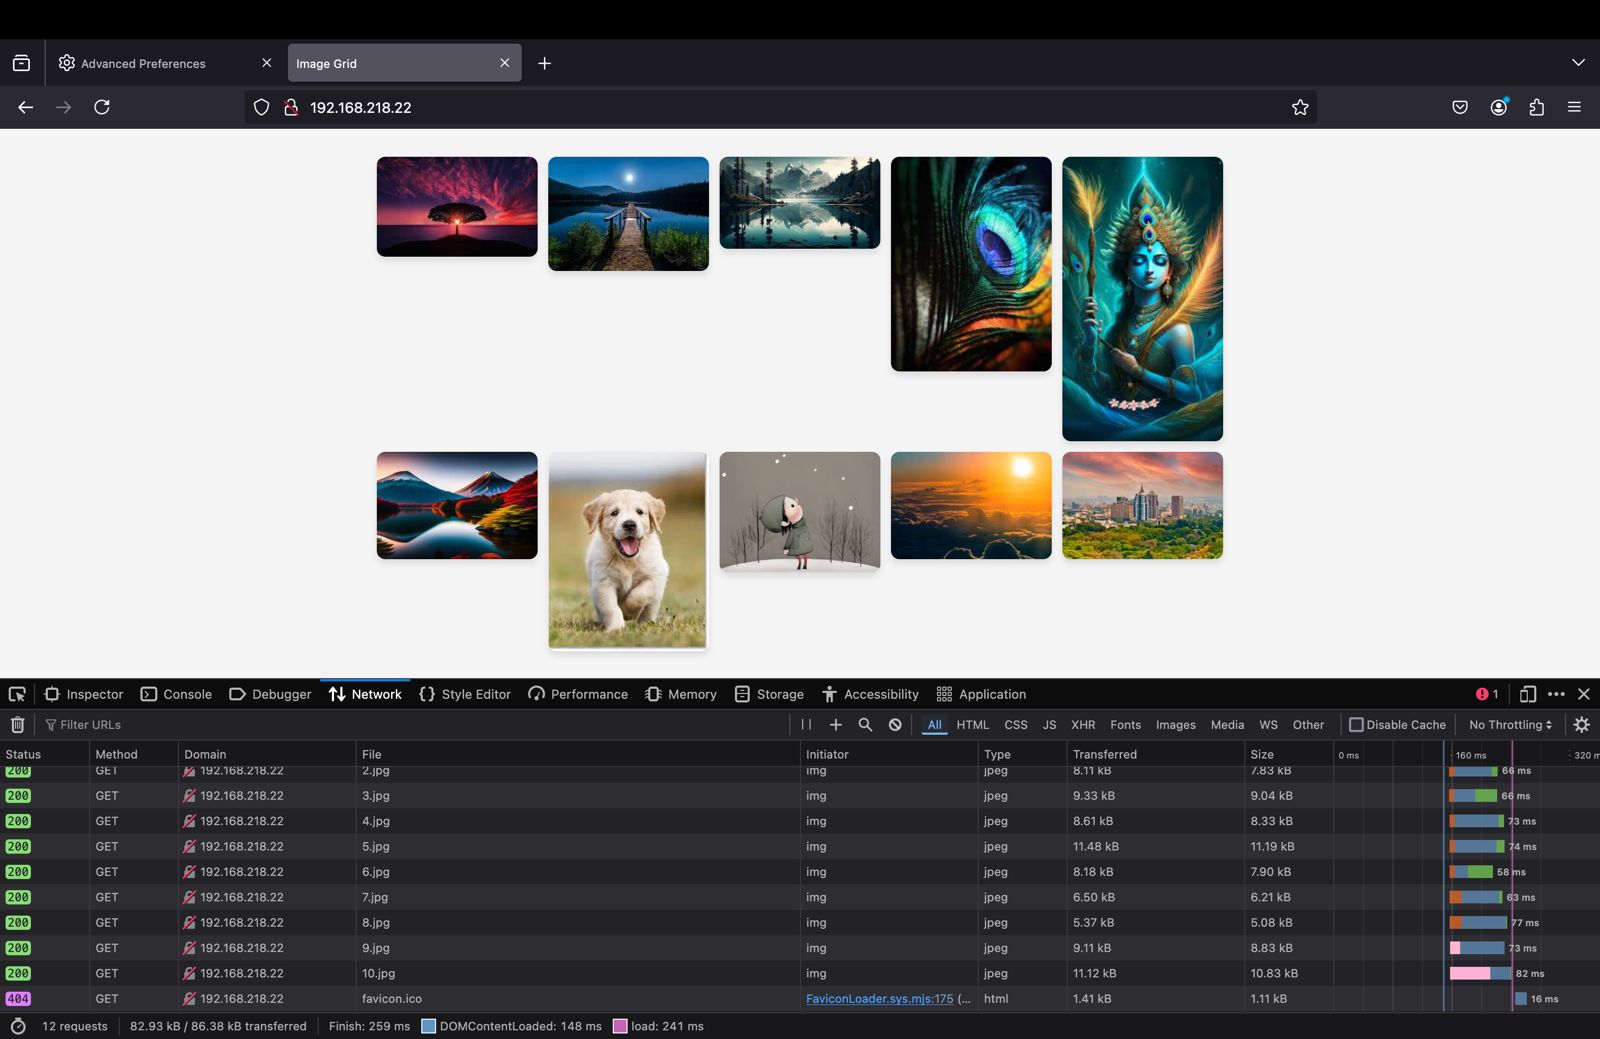 Advanced Preferences
Image Grid
192.168.218.22
Inspector Console Debugger Network Style Editor Performance Memory Storage Accessibility Application 1
Filter URLs All HTML CSS JS XHR Fonts Images Media WS Other Disable Cache No Throttling
Status Method Domain File Initiator Type Transferred Size 0 ms 160 ms 320 m
200 GET 192.168.218.22 2.jpg img jpeg 8.11 kB 7.83 kB 66 ms
200 GET 192.168.218.22 3.jpg img jpeg 9.33 kB 9.04 kB 66 ms
200 GET 192.168.218.22 4.jpg img jpeg 8.61 kB 8.33 kB 73 ms
200 GET 192.168.218.22 5.jpg img jpeg 11.48 kB 11.19 kB 74 ms
200 GET 192.168.218.22 6.jpg img jpeg 8.18 kB 7.90 kB 58 ms
200 GET 192.168.218.22 7.jpg img jpeg 6.50 kB 6.21 kB 63 ms
200 GET 192.168.218.22 8.jpg img jpeg 5.37 kB 5.08 kB 77 ms
200 GET 192.168.218.22 9.jpg img jpeg 9.11 kB 8.83 kB 73 ms
200 GET 192.168.218.22 10.jpg img jpeg 11.12 kB 10.83 kB 82 ms
404 GET 192.168.218.22 favicon.ico FaviconLoader.sys.mjs:175 (... html 1.41 kB 1.11 kB 16 ms
12 requests 82.93 kB / 86.38 kB transferred Finish: 259 ms DOMContentLoaded: 148 ms load: 241 ms